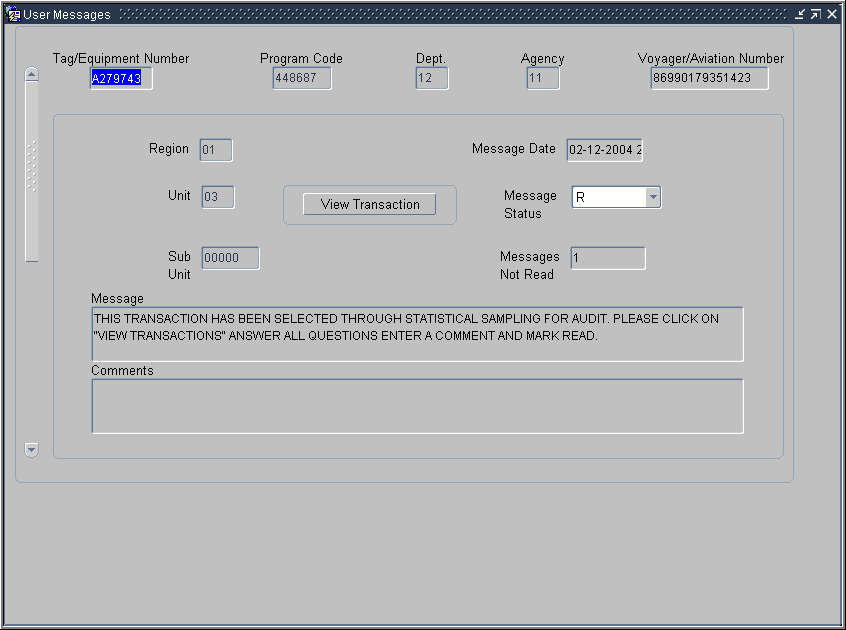 User Messages
Tag/Equipment Number Program Code Dept. Agency Voyager/Aviation Number
A279743 448687 12 11 86990179351423
Region 01 Message Date 02-12-2004 2
Unit 03 View Transaction Message Status R
Sub Unit 00000 Messages Not Read 1
Message
THIS TRANSACTION HAS BEEN SELECTED THROUGH STATISTICAL SAMPLING FOR AUDIT. PLEASE CLICK ON
"VIEW TRANSACTIONS" ANSWER ALL QUESTIONS ENTER A COMMENT AND MARK READ.
Comments